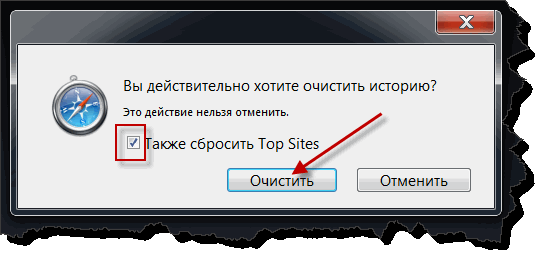 Вы действительно хотите очистить историю?
Это действие нельзя отменить.
Также сбросить Top Sites
Очистить Отменить